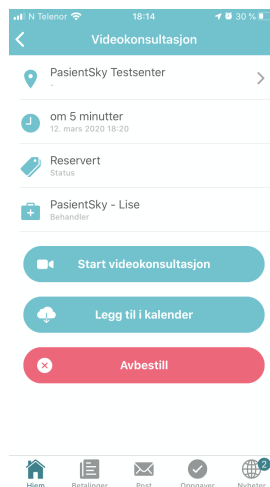 N Telenor 18:14 30 %
Videokonsultasjon
PasientSky Testsenter
-
om 5 minutter
12. mars 2020 18:20
Reservert
Status
PasientSky - Lise
Behandler
Start videokonsultasjon
Legg til i kalender
Avbestill
2
Hjem Betalinger Post Oppgaver Nyheter